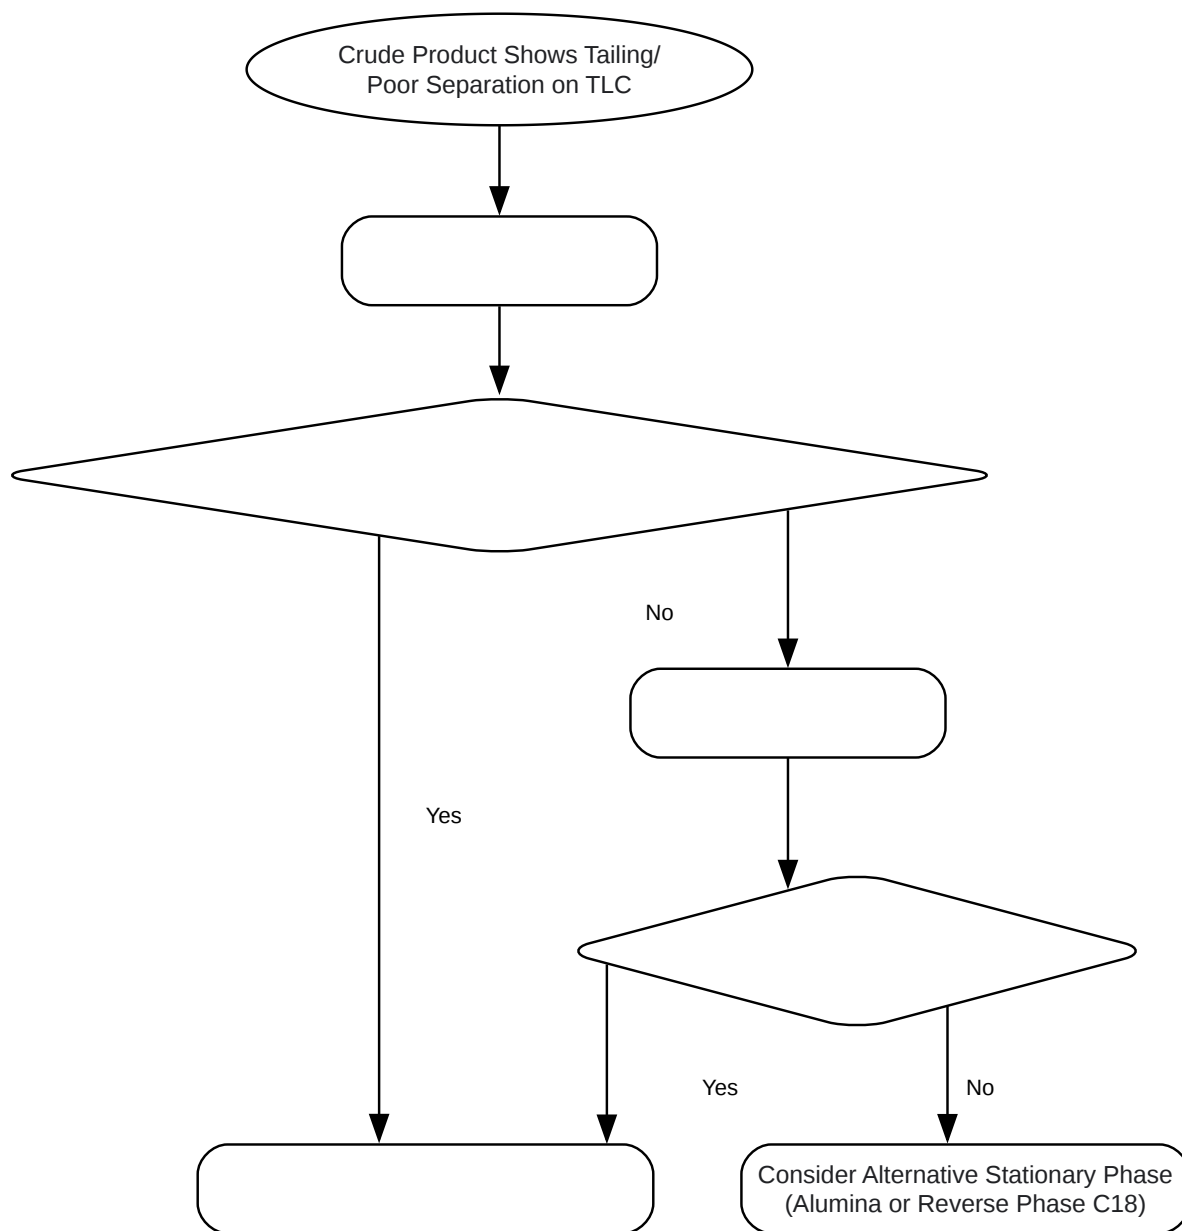 Crude Product Shows Tailing/
Poor Separation on TLC
No
Yes
Yes
No
Consider Alternative Stationary Phase
(Alumina or Reverse Phase C18)